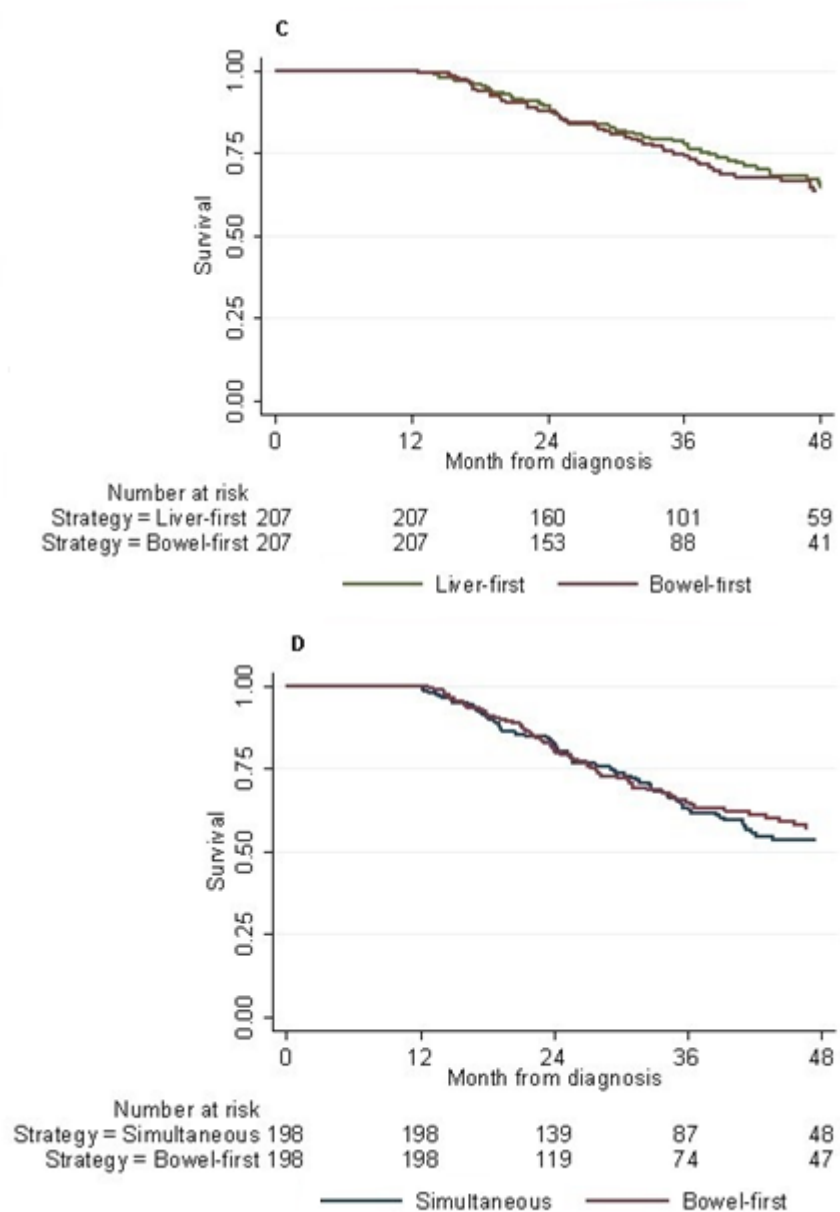 C
1.00
0.75
0.50
0.25
0.00
Survival
0 12 24 36 48
Month from diagnosis
Number at risk
Strategy = Liver-first 207 207 160 101 59
Strategy = Bowel-first 207 207 153 88 41
Liver-first Bowel-first
D
1.00
0.75
0.50
0.25
0.00
Survival
0 12 24 36 48
Month from diagnosis
Number at risk
Strategy = Simultaneous 198 198 139 87 48
Strategy = Bowel-first 198 198 119 74 47
Simultaneous Bowel-first